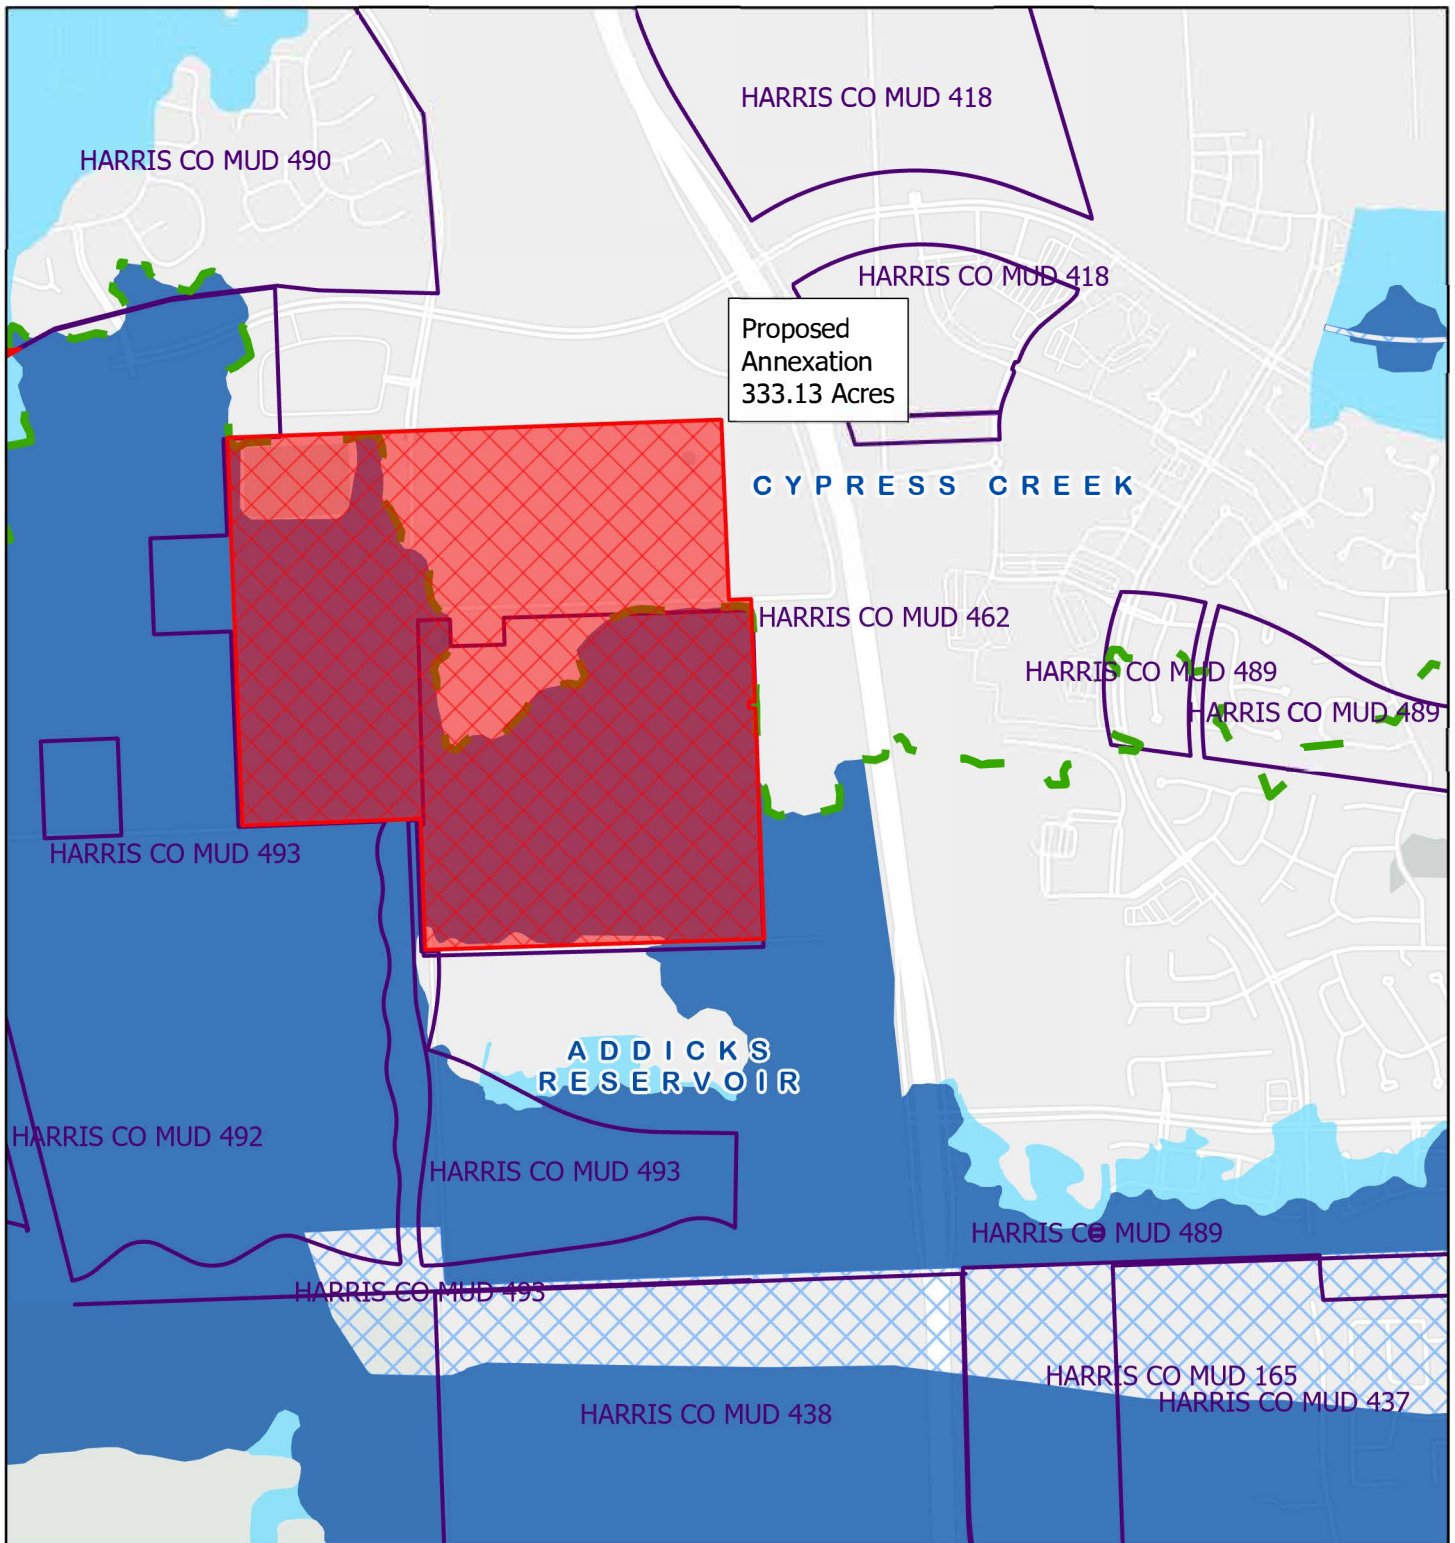 HARRIS CO MUD 418
HARRIS CO MUD 490
HARRIS CO MUD 418
Proposed
Annexation
333.13 Acres
CYPRESS CREEK
HARRIS CO MUD 462
HARRIS CO MUD 489
HARRIS CO MUD 489
HARRIS CO MUD 493
ADDICKS
RESERVOIR
HARRIS CO MUD 492
HARRIS CO MUD 493
HARRIS CO MUD 489
HARRIS CO MUD 493
HARRIS CO MUD 165
HARRIS CO MUD 437
HARRIS CO MUD 438